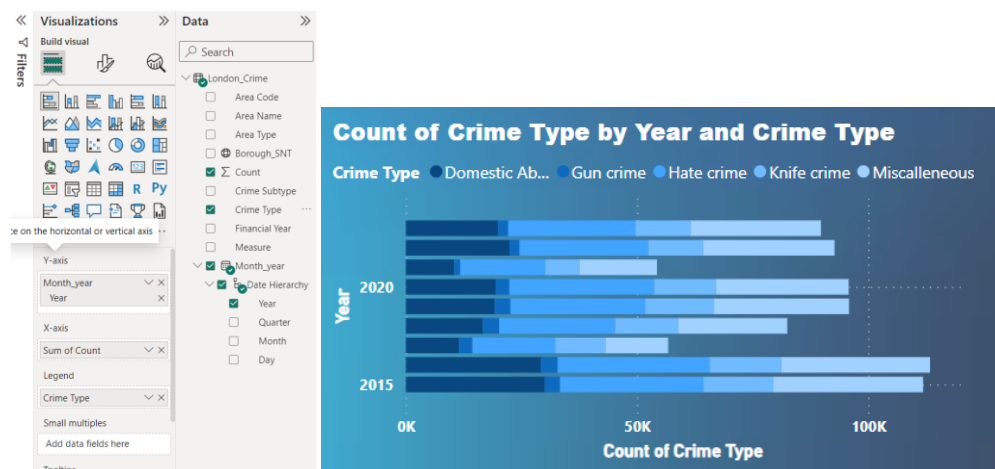 Visualizations
Data
Filters
Build visual
Search
London_Crime
Area Code
Area Name
Area Type
Borough_SNT
Count
Crime Subtype
Crime Type
Financial Year
Measure
Month_year
Date Hierarchy
Year
Quarter
Month
Day
R Py
on the horizontal or vertical axis
Y-axis
Month_year
Year
X-axis
Sum of Count
Legend
Crime Type
Small multiples
Add data fields here
Count of Crime Type by Year and Crime Type
Crime Type Domestic Ab... Gun crime Hate crime Knife crime Miscalleneous
Year
2020
2015
0K 50K 100K
Count of Crime Type